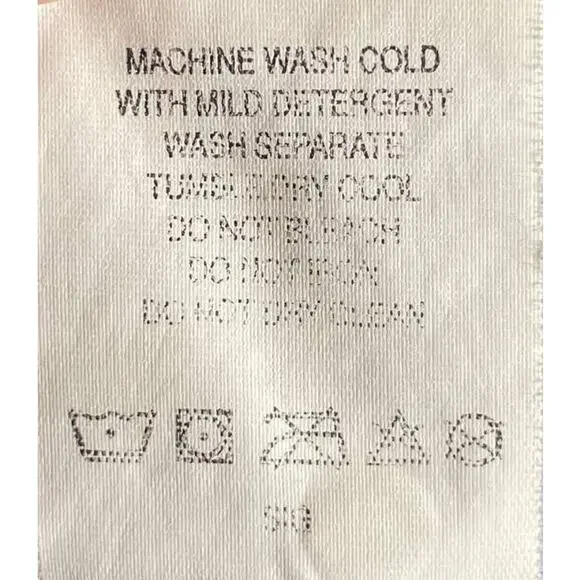 MACHINE WASH COLD
WITH MILD DETERGENT
WASH SEPARATE
TUMBLE DRY COOL
DO NOT BLEACH
DO NOT IRON
DO NOT DRY CLEAN
SIG